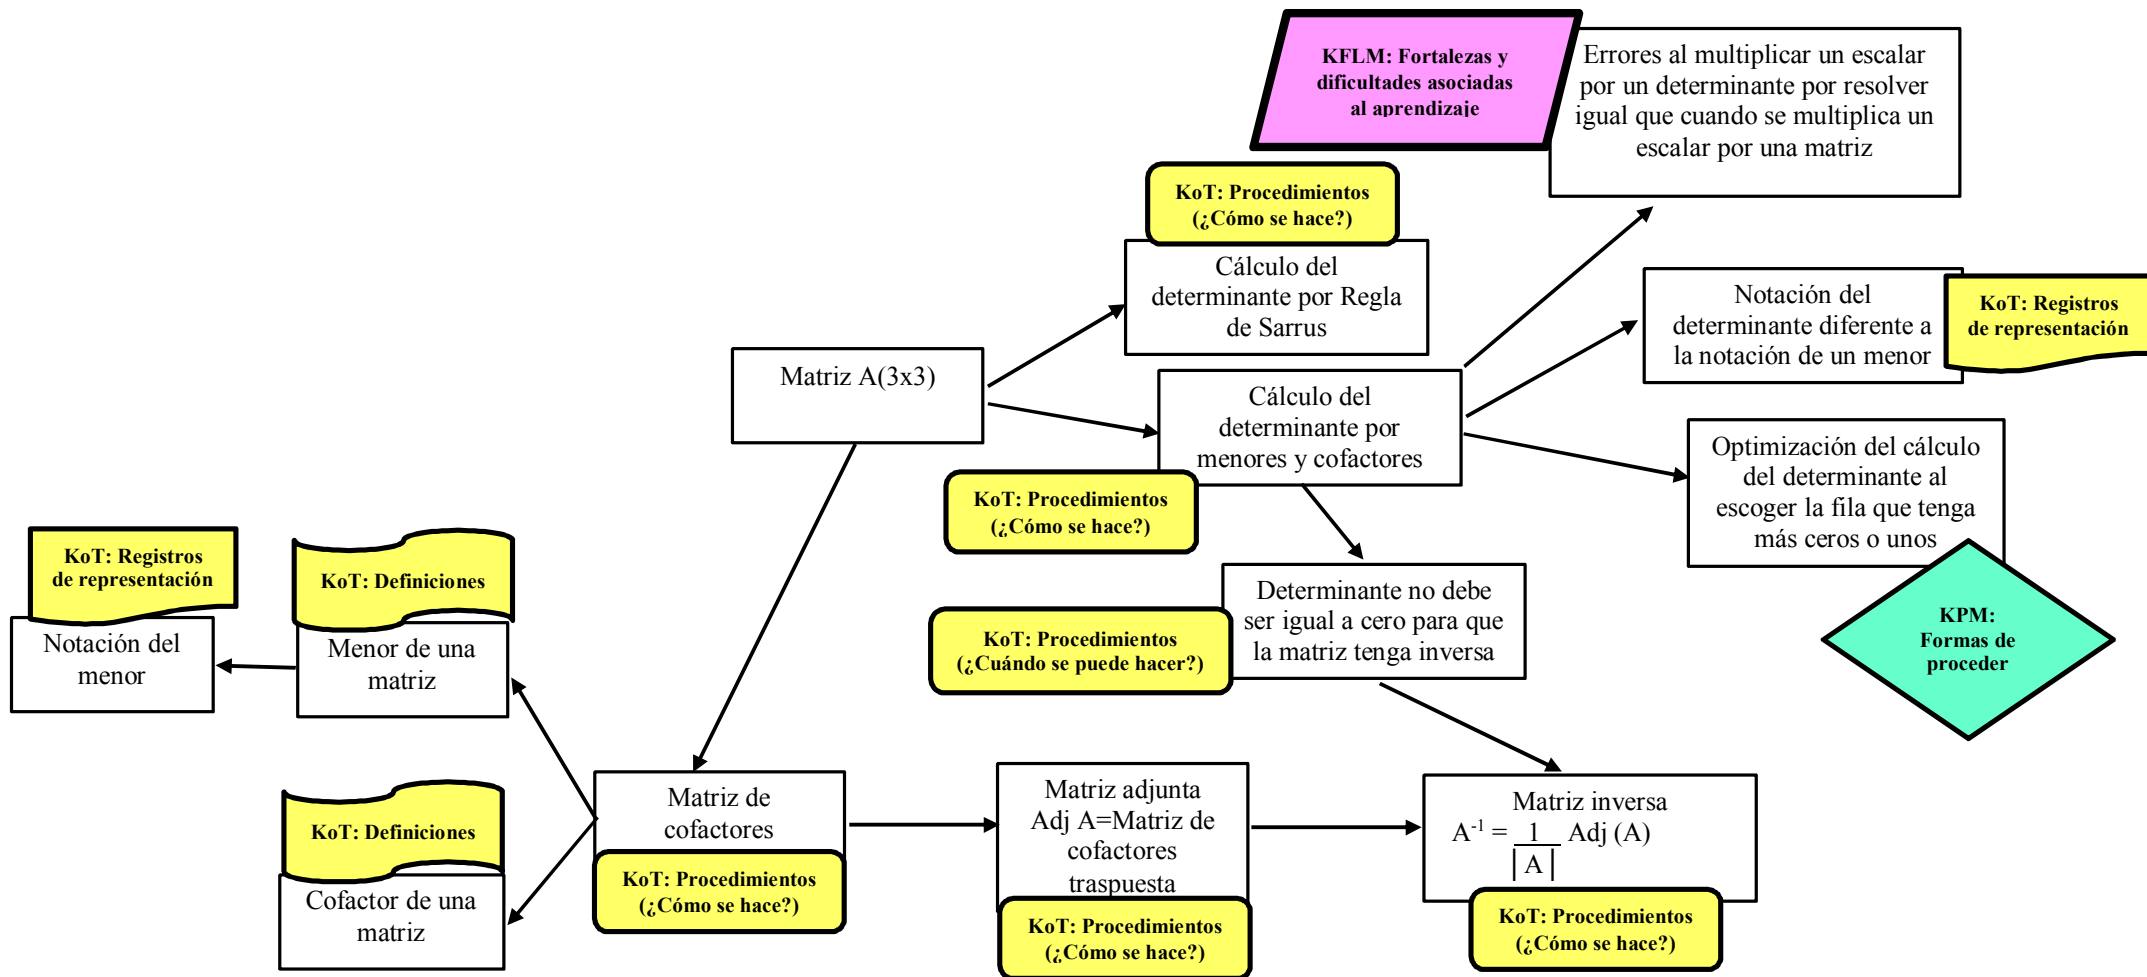 KFLM: Fortalezas y
dificultades asociadas
al aprendizaje
Errores al multiplicar un escalar
por un determinante por resolver
igual que cuando se multiplica un
escalar por una matriz
KoT: Procedimientos
(¿Cómo se hace?)
Cálculo del
determinante por Regla
de Sarrus
Notación del
determinante diferente a
la notación de un menor
KoT: Registros
de representación
Matriz A(3x3)
Cálculo del
determinante por
menores y cofactores
KoT: Procedimientos
(¿Cómo se hace?)
Optimización del cálculo
del determinante al
escoger la fila que tenga
más ceros o unos
KPM:
Formas de
proceder
KoT: Registros
de representación
Notación del
menor
KoT: Definiciones
Menor de una
matriz
Determinante no debe
ser igual a cero para que
la matriz tenga inversa
KoT: Procedimientos
(¿Cuándo se puede hacer?)
KoT: Definiciones
Cofactor de una
matriz
Matriz de
cofactores
KoT: Procedimientos
(¿Cómo se hace?)
Matriz adjunta
Adj A=Matriz de
cofactores
traspuesta
KoT: Procedimientos
(¿Cómo se hace?)
Matriz inversa
A⁻¹ = 1 Adj (A)
| A |
KoT: Procedimientos
(¿Cómo se hace?)